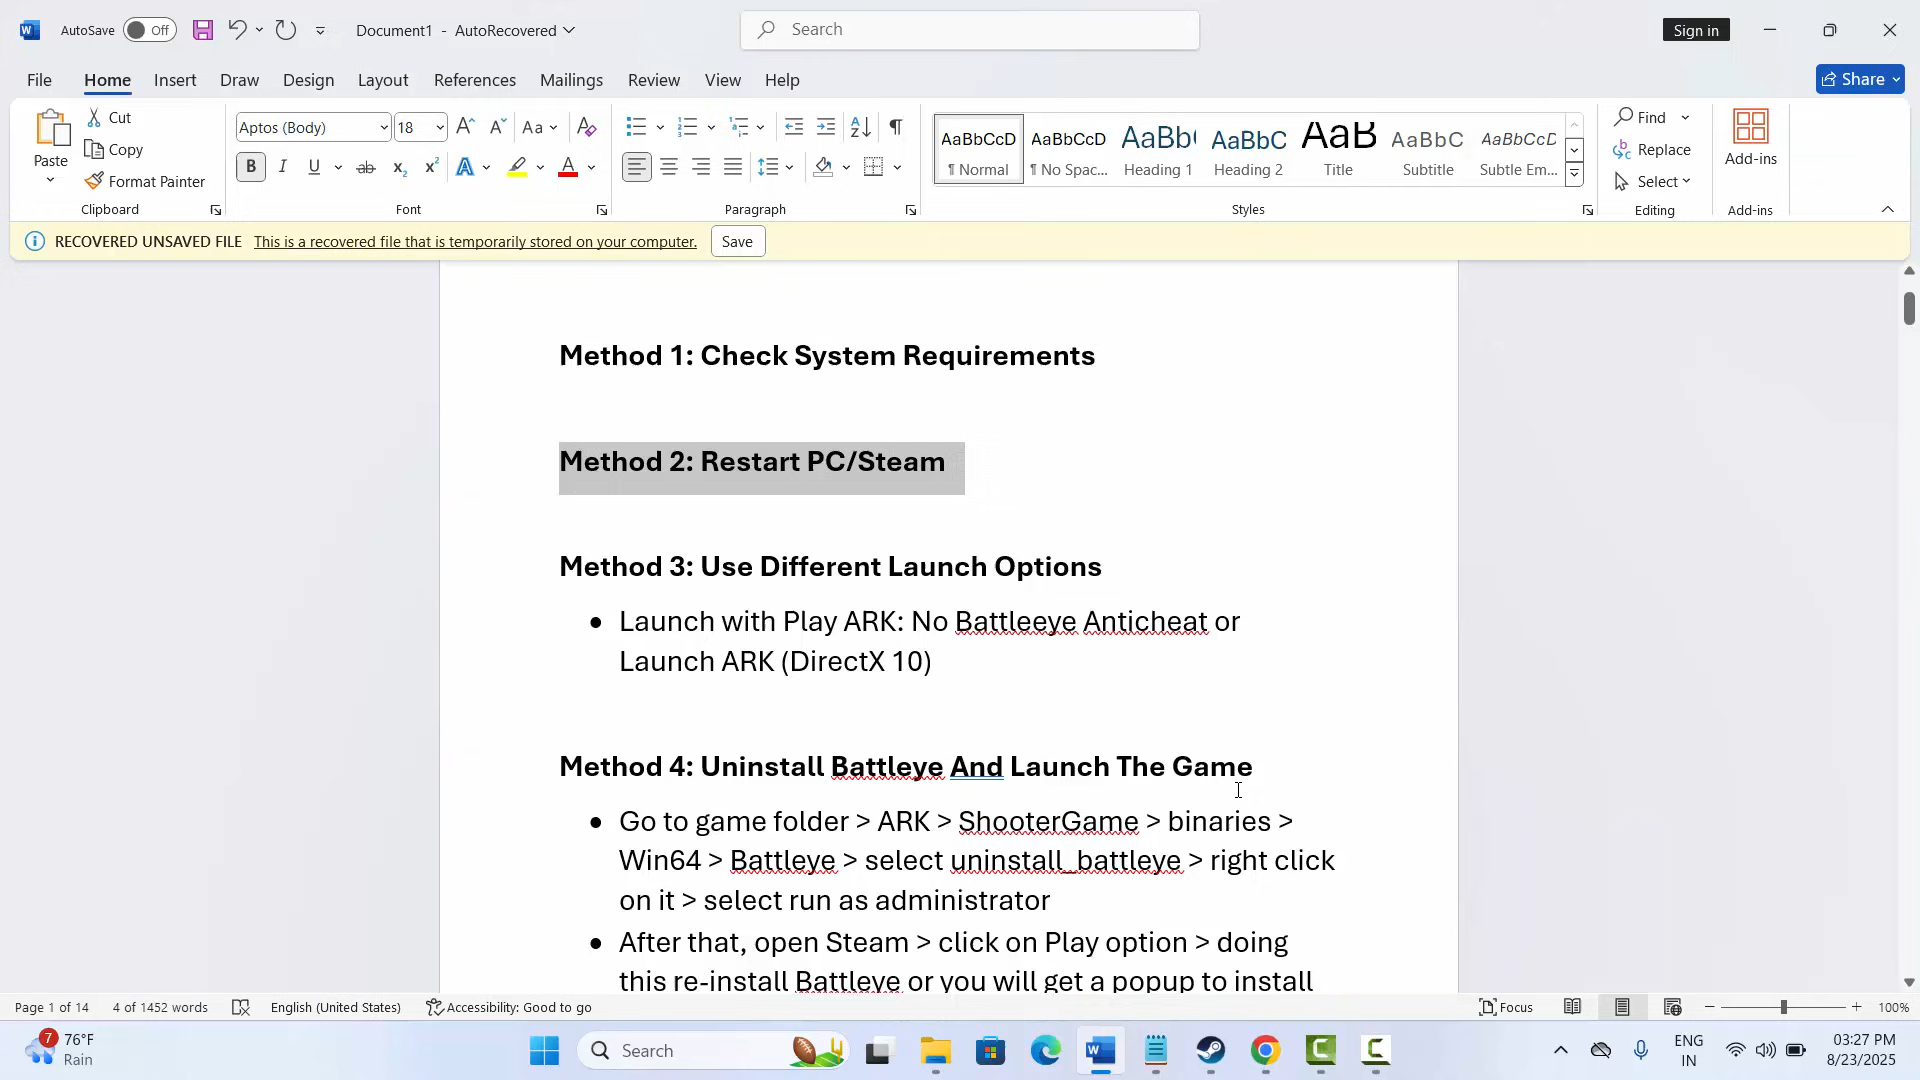 AutoSave Off Document1 - AutoRecovered Search Sign in
File Home Insert Draw Design Layout References Mailings Review View Help Share
Paste Cut Copy Format Painter
Aptos (Body) 18
AaBbCcD AaBbCcD AaBb( AaBbC AaB AaBbC AaBbCcD
¶ Normal ¶ No Spac... Heading 1 Heading 2 Title Subtitle Subtle Em...
Find Replace Select
Add-ins
Clipboard Font Paragraph Styles Editing Add-ins
RECOVERED UNSAVED FILE This is a recovered file that is temporarily stored on your computer. Save
Method 1: Check System Requirements
Method 2: Restart PC/Steam
Method 3: Use Different Launch Options
• Launch with Play ARK: No Battleeye Anticheat or
Launch ARK (DirectX 10)
Method 4: Uninstall Battleye And Launch The Game
• Go to game folder > ARK > ShooterGame > binaries >
Win64 > Battleye > select uninstall_battleye > right click
on it > select run as administrator
• After that, open Steam > click on Play option > doing
this re-install Battleye or you will get a popup to install
Page 1 of 14 4 of 1452 words English (United States) Accessibility: Good to go Focus 100%
7 76°F
Rain
Search
ENG
IN
03:27 PM
8/23/2025